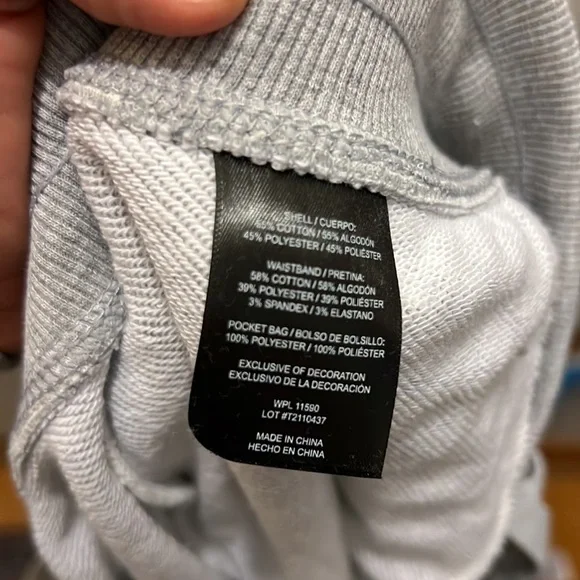 SHELL / CUERPO:
55% COTTON / 55% ALGODÓN
45% POLYESTER / 45% POLIÉSTER
WAISTBAND / PRETINA:
58% COTTON / 58% ALGODÓN
39% POLYESTER / 39% POLIÉSTER
3% SPANDEX / 3% ELASTANO
POCKET BAG / BOLSO DE BOLSILLO:
100% POLYESTER / 100% POLIÉSTER
EXCLUSIVE OF DECORATION
EXCLUSIVO DE LA DECORACIÓN
WPL 11590
LOT #T2110437
MADE IN CHINA
HECHO EN CHINA